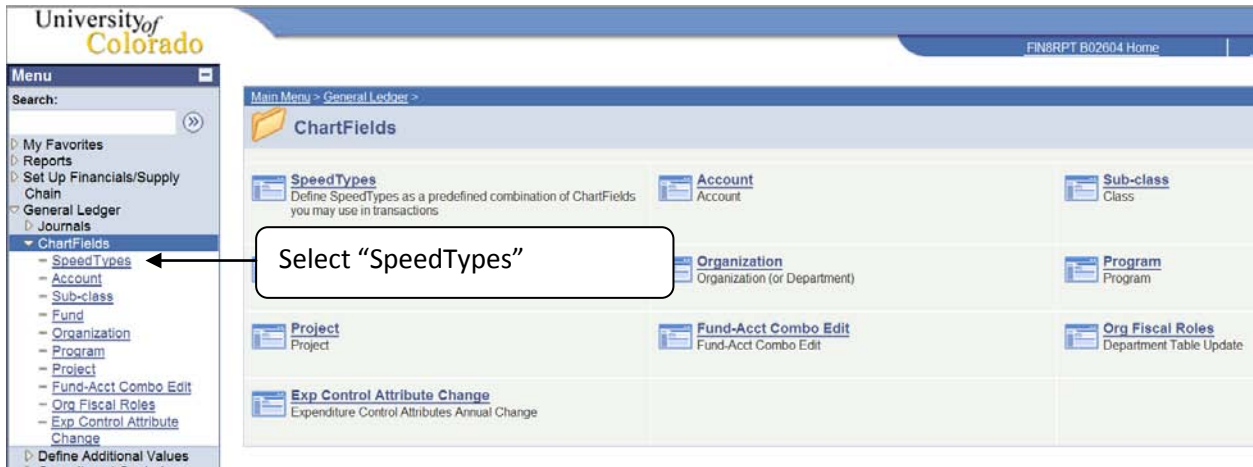 University of
Colorado
FIN8RPT B02604 Home
Menu
Search:
My Favorites
Reports
Set Up Financials/Supply
Chain
General Ledger
Journals
ChartFields
SpeedTypes
Account
Sub-class
Fund
Organization
Program
Project
Fund-Acct Combo Edit
Org Fiscal Roles
Exp Control Attribute
Change
Define Additional Values
Main Menu > General Ledger >
ChartFields
SpeedTypes
Define SpeedTypes as a predefined combination of ChartFields
you may use in transactions
Account
Account
Sub-class
Class
Select “SpeedTypes”
Organization
Organization (or Department)
Program
Program
Project
Project
Fund-Acct Combo Edit
Fund-Acct Combo Edit
Org Fiscal Roles
Department Table Update
Exp Control Attribute Change
Expenditure Control Attributes Annual Change